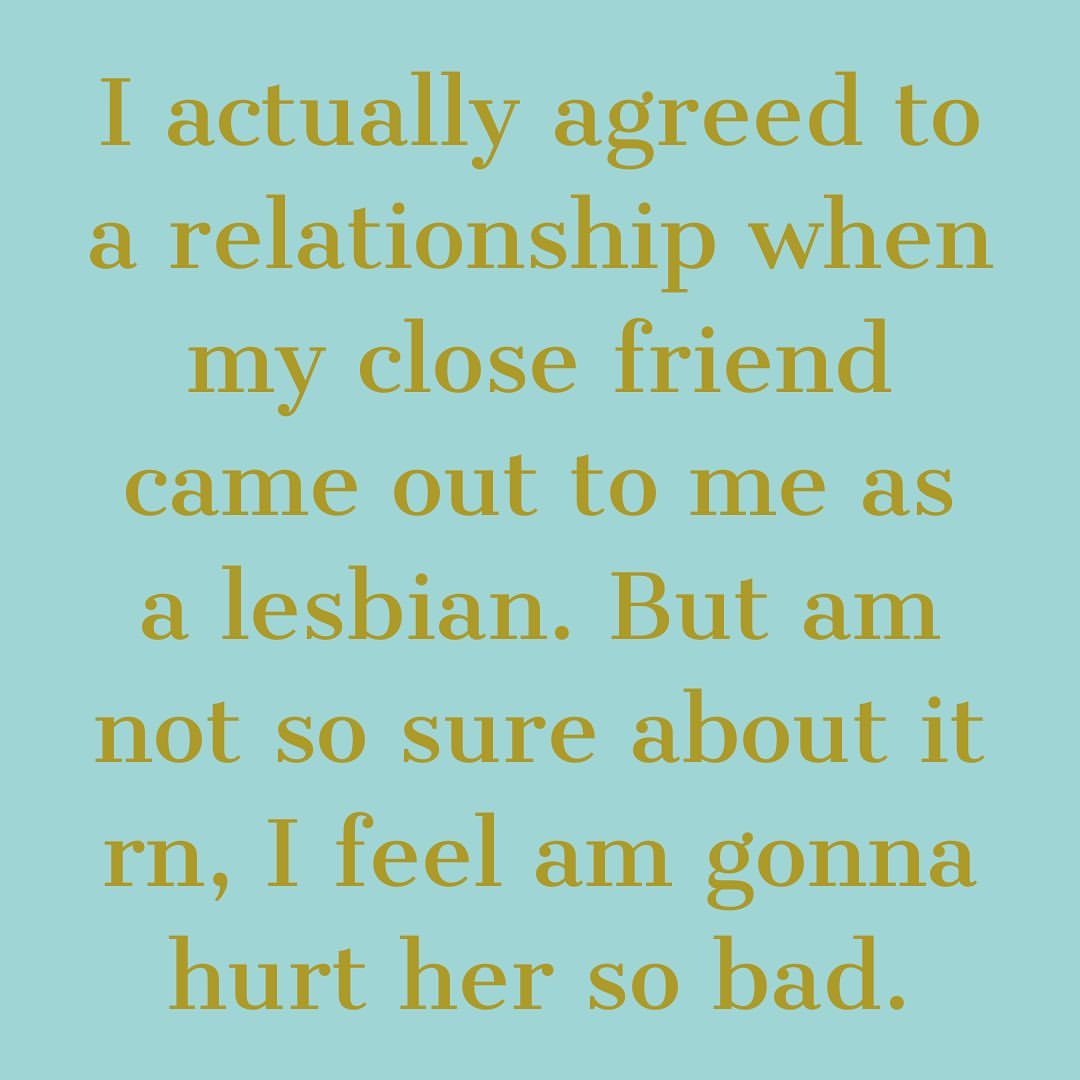 I actually agreed to
a relationship when
my close friend
came out to me as
a lesbian. But am
not so sure about it
rn, I feel am gonna
hurt her so bad.